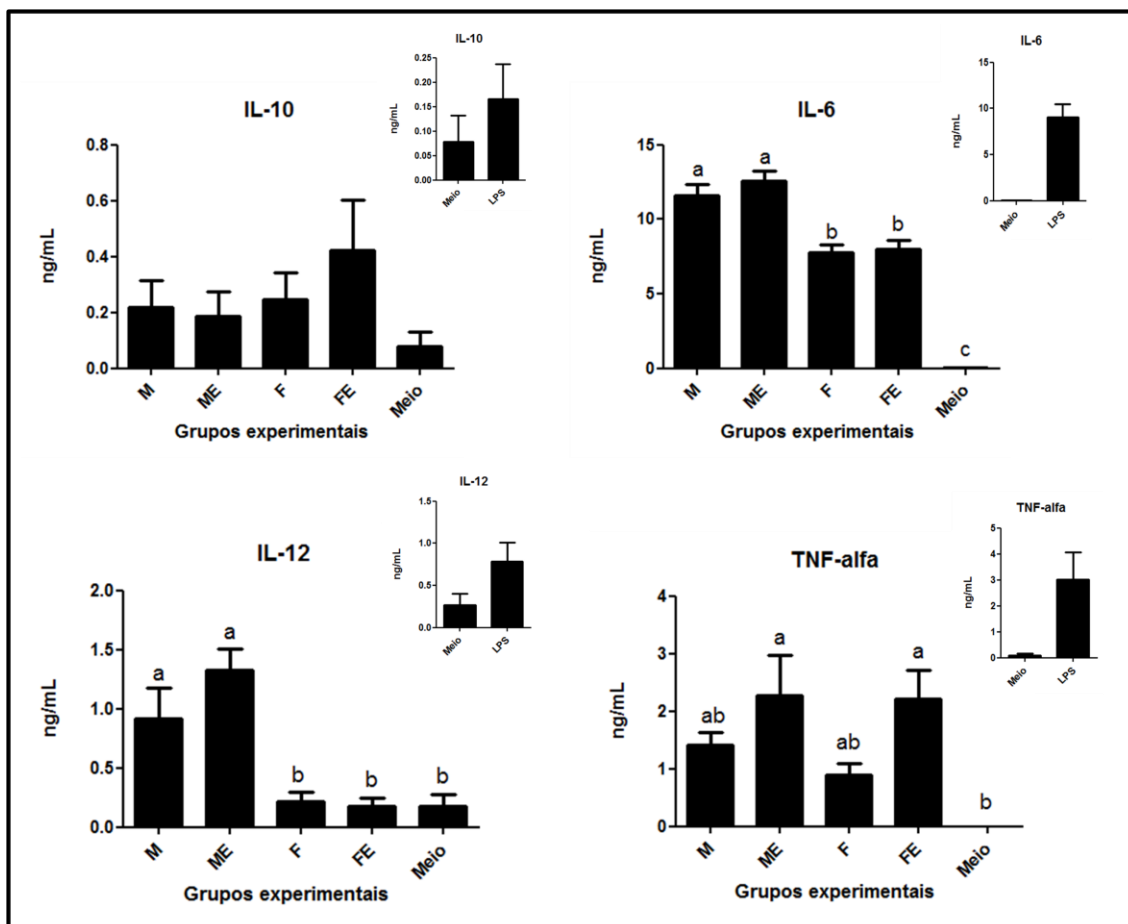 IL-10
0.25
0.20
0.15
0.10
0.05
0.00
ng/mL
Meio
LPS
IL-10
0.8
0.6
0.4
0.2
0.0
ng/mL
M
ME
F
FE
Meio
Grupos experimentais
IL-6
15
10
5
0
ng/mL
Meio
LPS
IL-6
15
10
5
0
ng/mL
a
a
b
b
c
M
ME
F
FE
Meio
Grupos experimentais
IL-12
1.5
1.0
0.5
0.0
ng/mL
Meio
LPS
IL-12
2.0
1.5
1.0
0.5
0.0
ng/mL
a
a
b
b
b
M
ME
F
FE
Meio
Grupos experimentais
TNF-alfa
5
4
3
2
1
0
ng/mL
Meio
LPS
TNF-alfa
4
3
2
1
0
ng/mL
ab
a
ab
a
b
M
ME
F
FE
Meio
Grupos experimentais